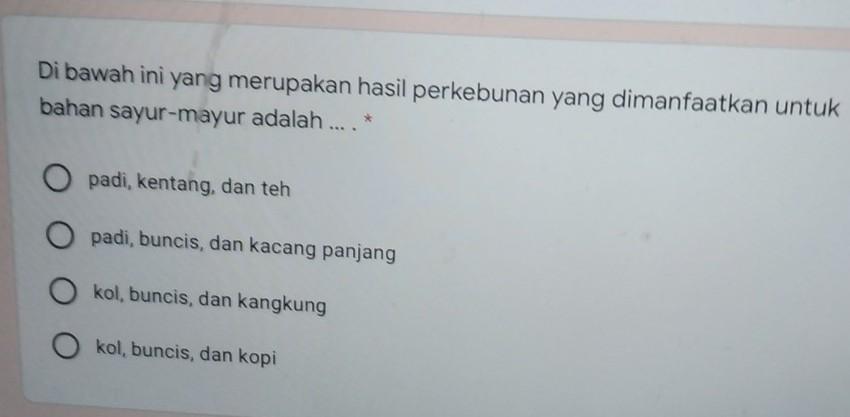 Di bawah ini yang merupakan hasil perkebunan yang dimanfaatkan untuk
bahan sayur-mayur adalah ... . *
padi, kentang, dan teh
padi, buncis, dan kacang panjang
kol, buncis, dan kangkung
kol, buncis, dan kopi